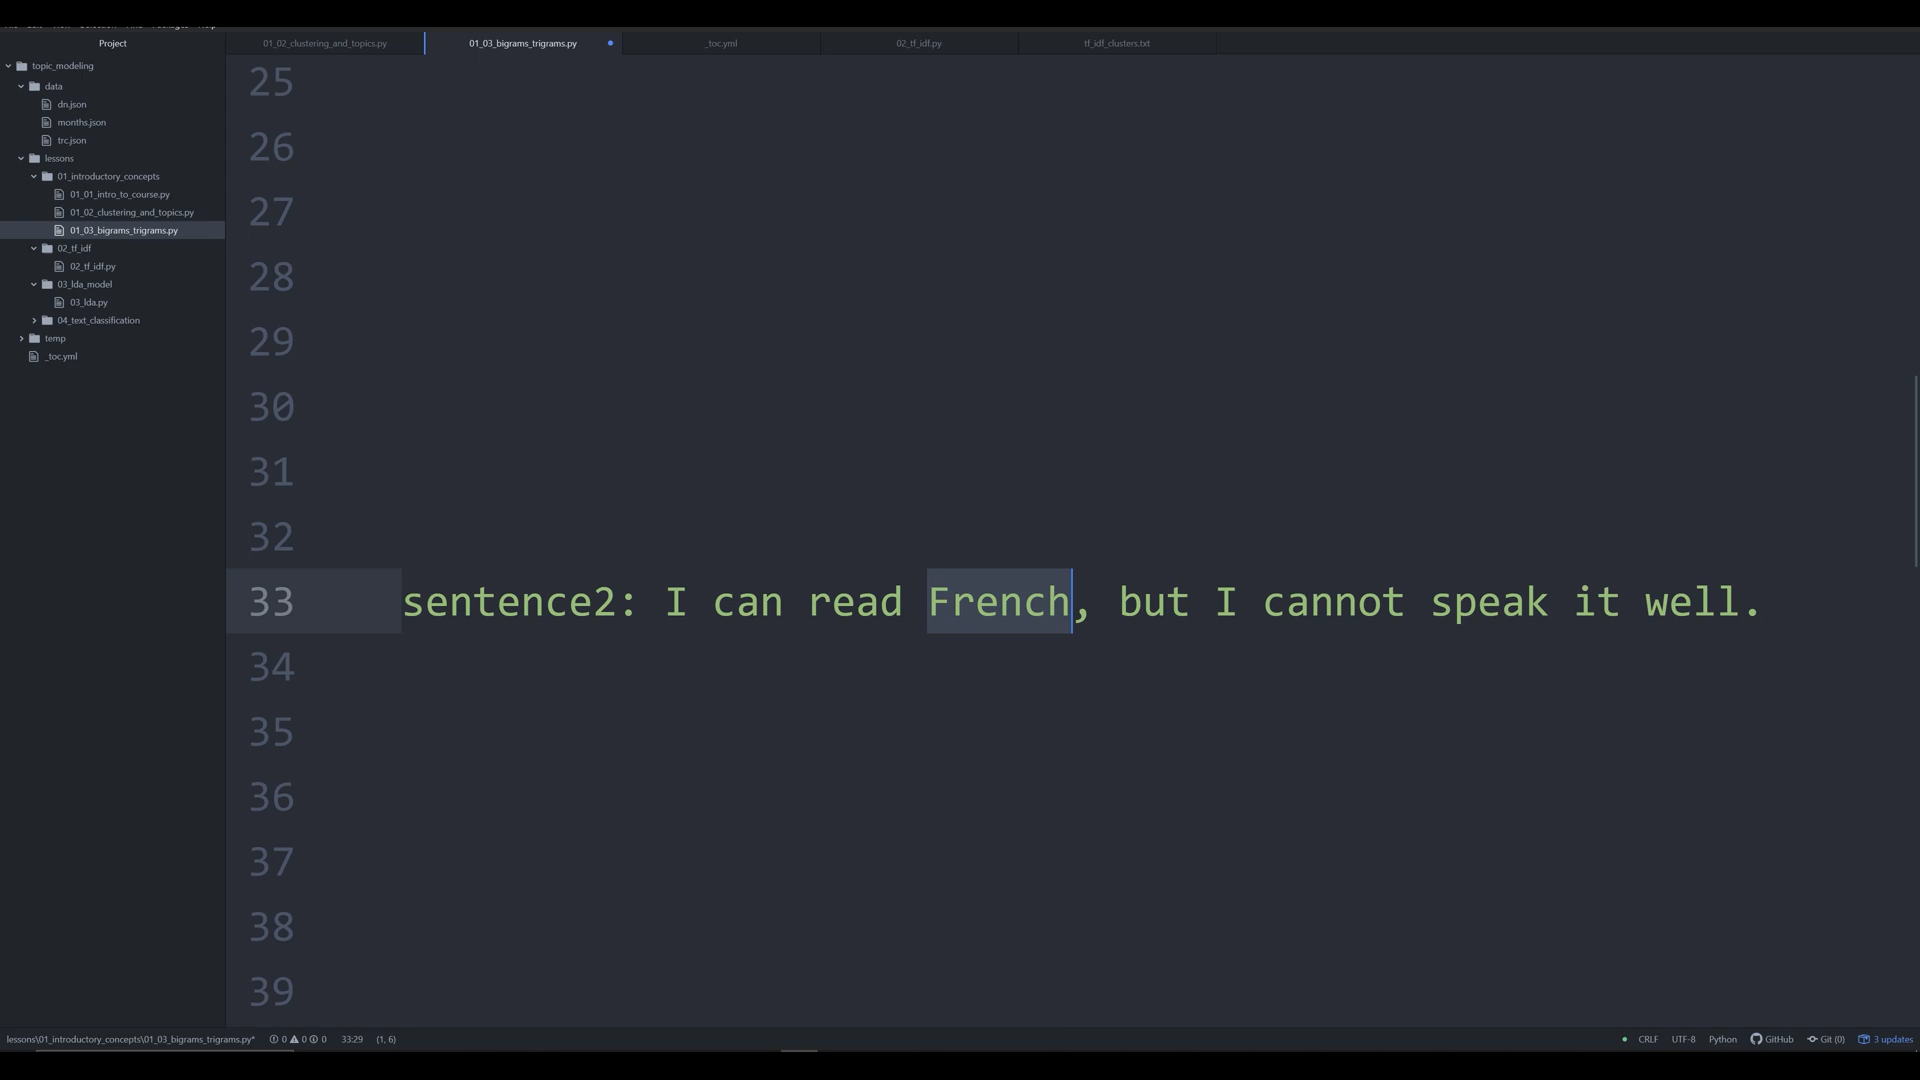 Project
01_02_clustering_and_topics.py
01_03_bigrams_trigrams.py
_toc.yml
02_tf_idf.py
tf_idf_clusters.txt
topic_modeling
data
dn.json
months.json
trc.json
lessons
01_introductory_concepts
01_01_intro_to_course.py
01_02_clustering_and_topics.py
01_03_bigrams_trigrams.py
02_tf_idf
02_tf_idf.py
03_lda_model
03_lda.py
04_text_classification
temp
_toc.yml
25
26
27
28
29
30
31
32
33 sentence2: I can read French, but I cannot speak it well.
34
35
36
37
38
39
lessons\01_introductory_concepts\01_03_bigrams_trigrams.py* 0 0 0 33:29 (1, 6) CRLF UTF-8 Python GitHub Git (0) 3 updates